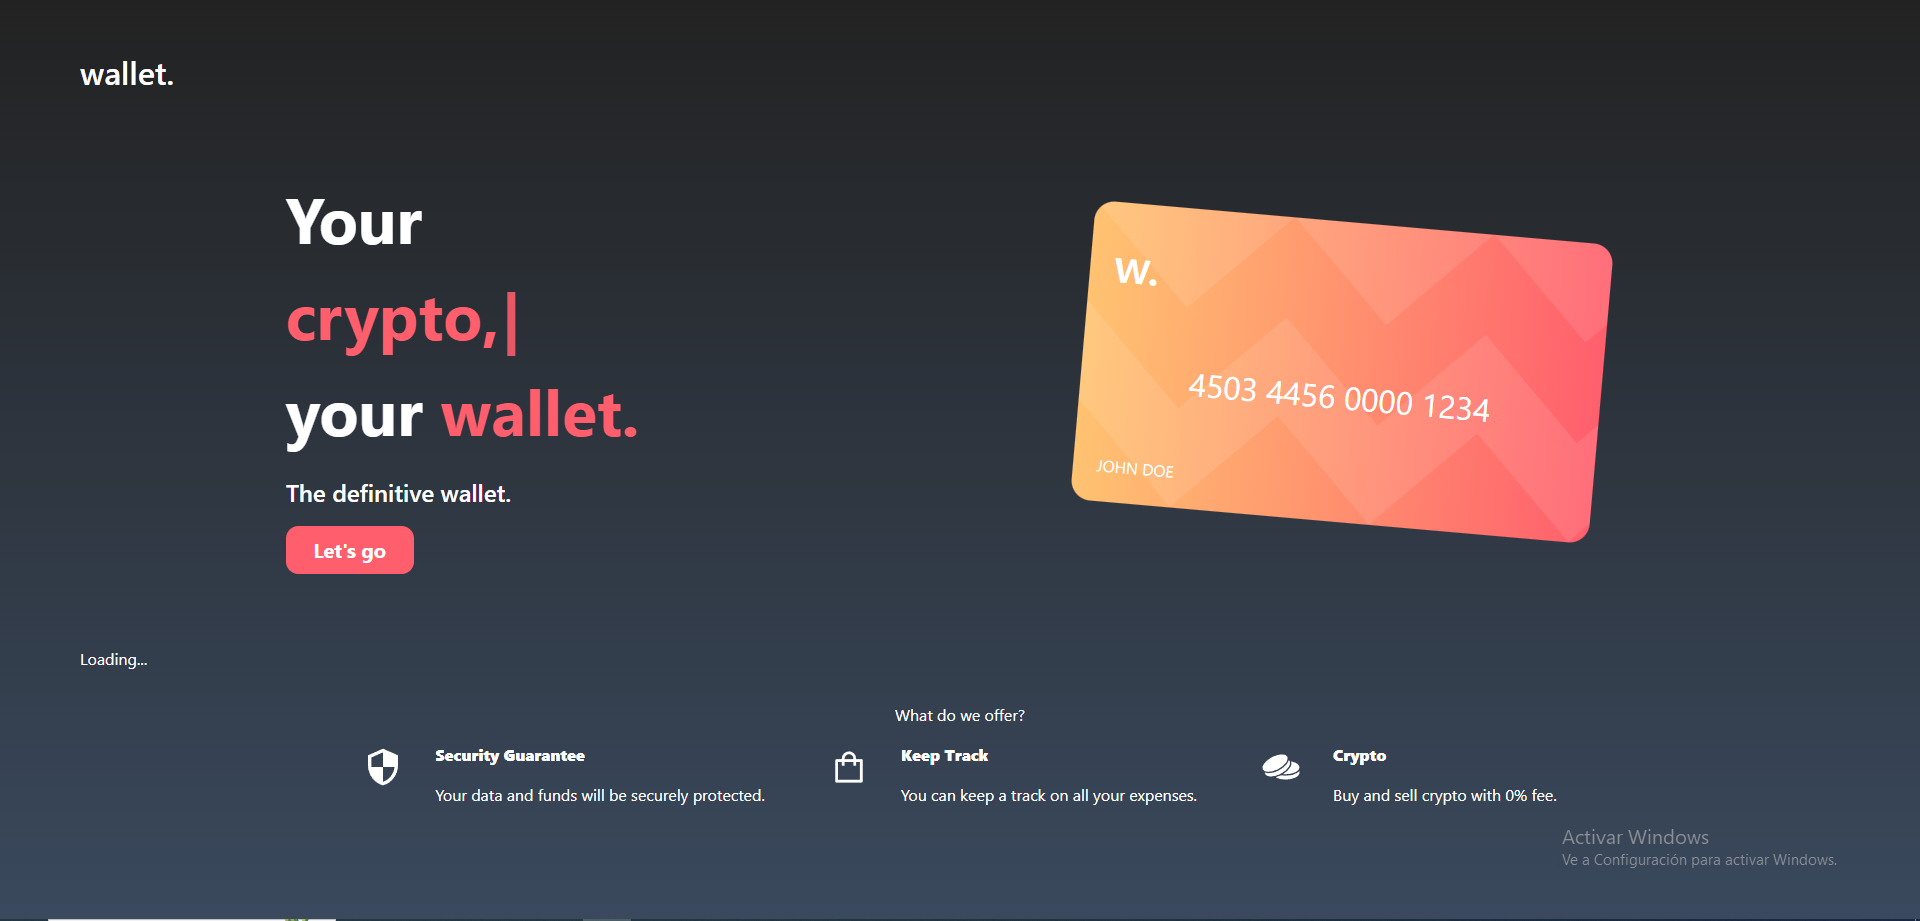 wallet.
Your
crypto,|
your wallet.
The definitive wallet.
Let's go
w.
4503 4456 0000 1234
JOHN DOE
Loading...
What do we offer?
Security Guarantee
Your data and funds will be securely protected.
Keep Track
You can keep a track on all your expenses.
Crypto
Buy and sell crypto with 0% fee.
Activar Windows
Ve a Configuración para activar Windows.